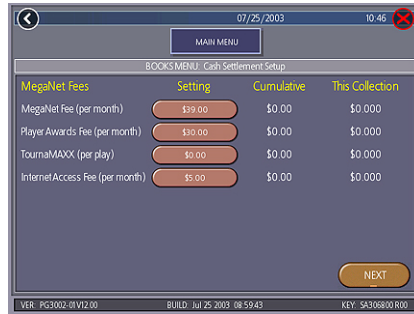 07/25/2003 10:46
MAIN MENU
BOOKS MENU: Cash Settlement Setup
MegaNet Fees Setting Cumulative This Collection
MegaNet Fee (per month) $39.00 $0.00 $0.000
Player Awards Fee (per month) $30.00 $0.00 $0.000
TournaMAXX (per play) $0.00 $0.00 $0.000
Internet Access Fee (per month) $5.00 $0.00 $0.000
NEXT
VER: PG3002-01V12.00 BUILD: Jul 25 2003 08:59:43 KEY: SA306800 R00